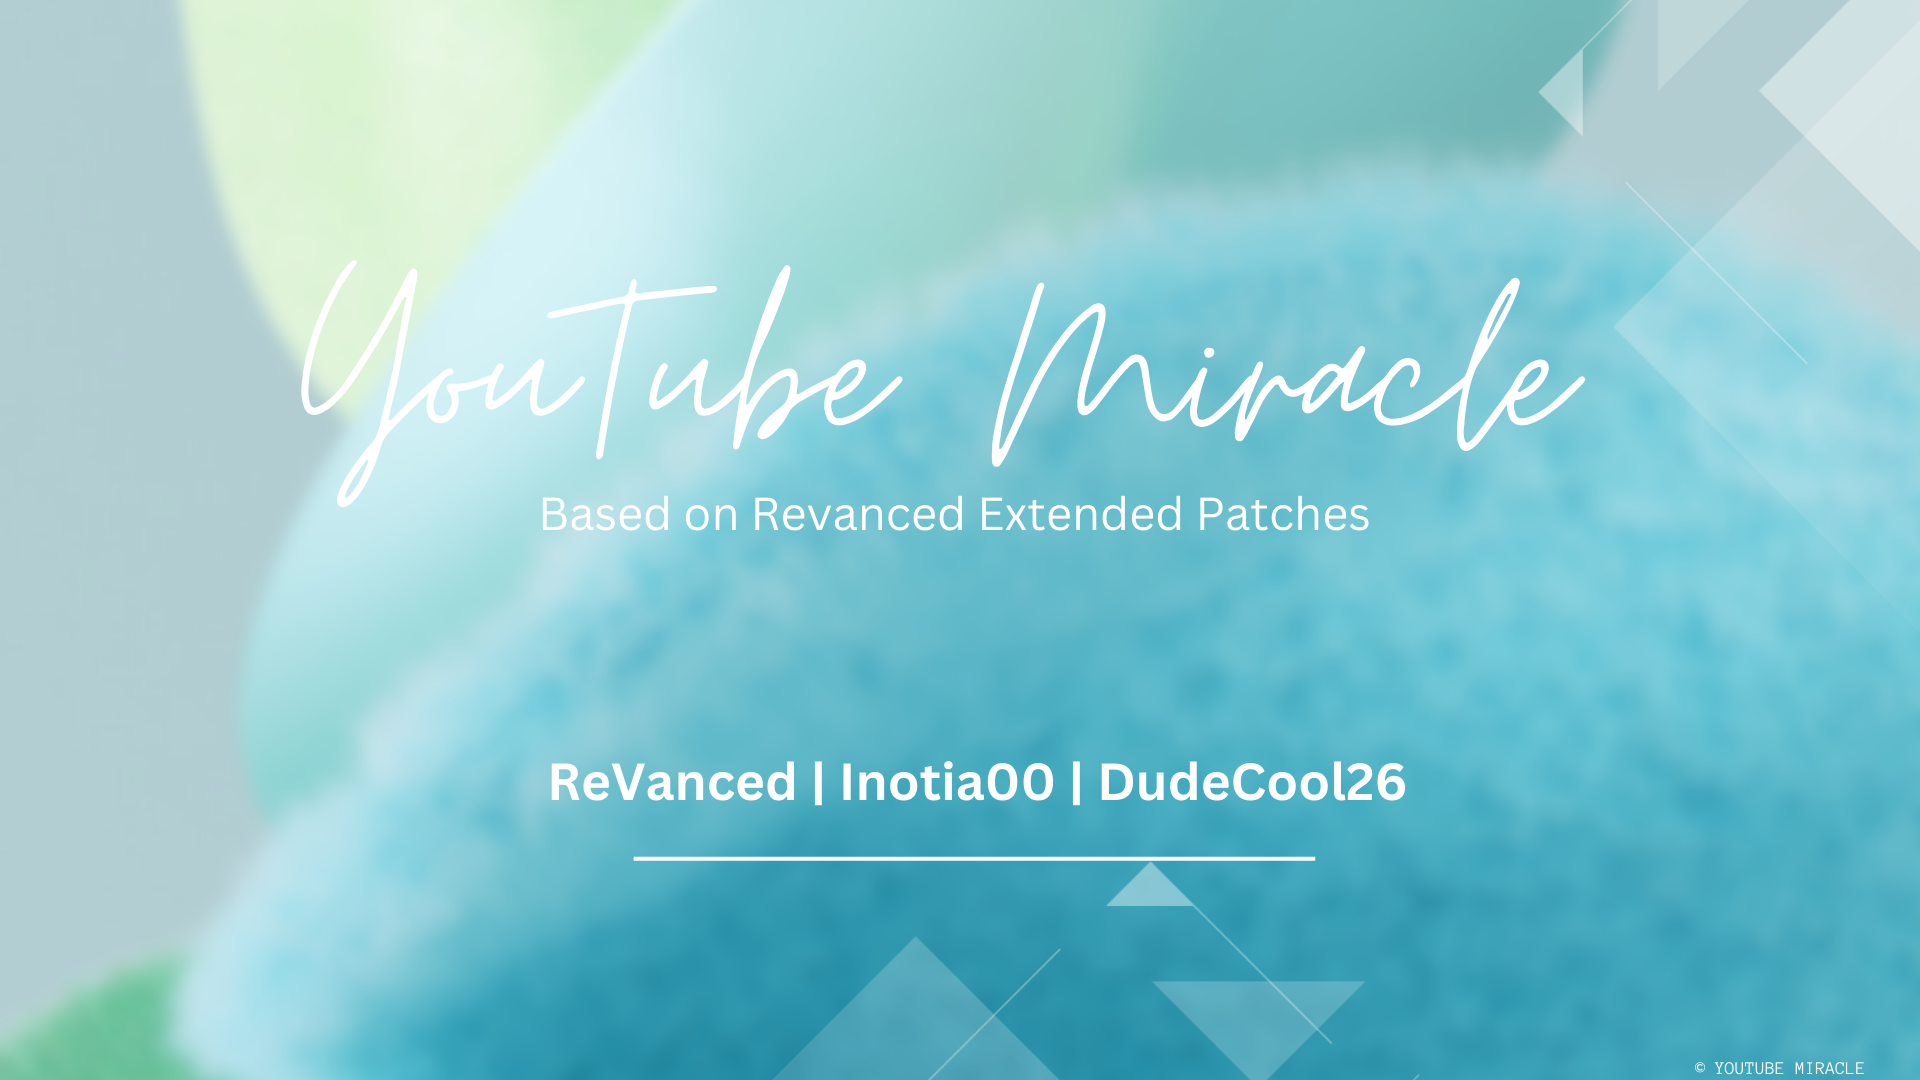 YouTube Miracle
Based on Revanced Extended Patches
ReVanced | Inotia00 | DudeCool26
© YOUTUBE MIRACLE